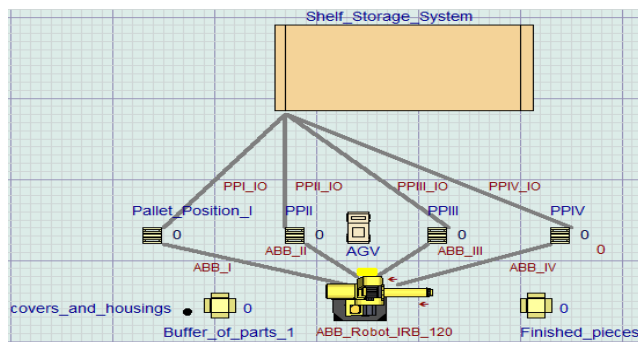 Shelf_Storage_System
PPI_IO PPII_IO PPIII_IO PPIV_IO
Pallet_Position_I PPII PPIII PPIV
0 0 0 0
ABB_I ABB_II AGV ABB_III ABB_IV 0
covers_and_housings 0 0
Buffer_of_parts_1 ABB_Robot_IRB_120 Finished_pieces